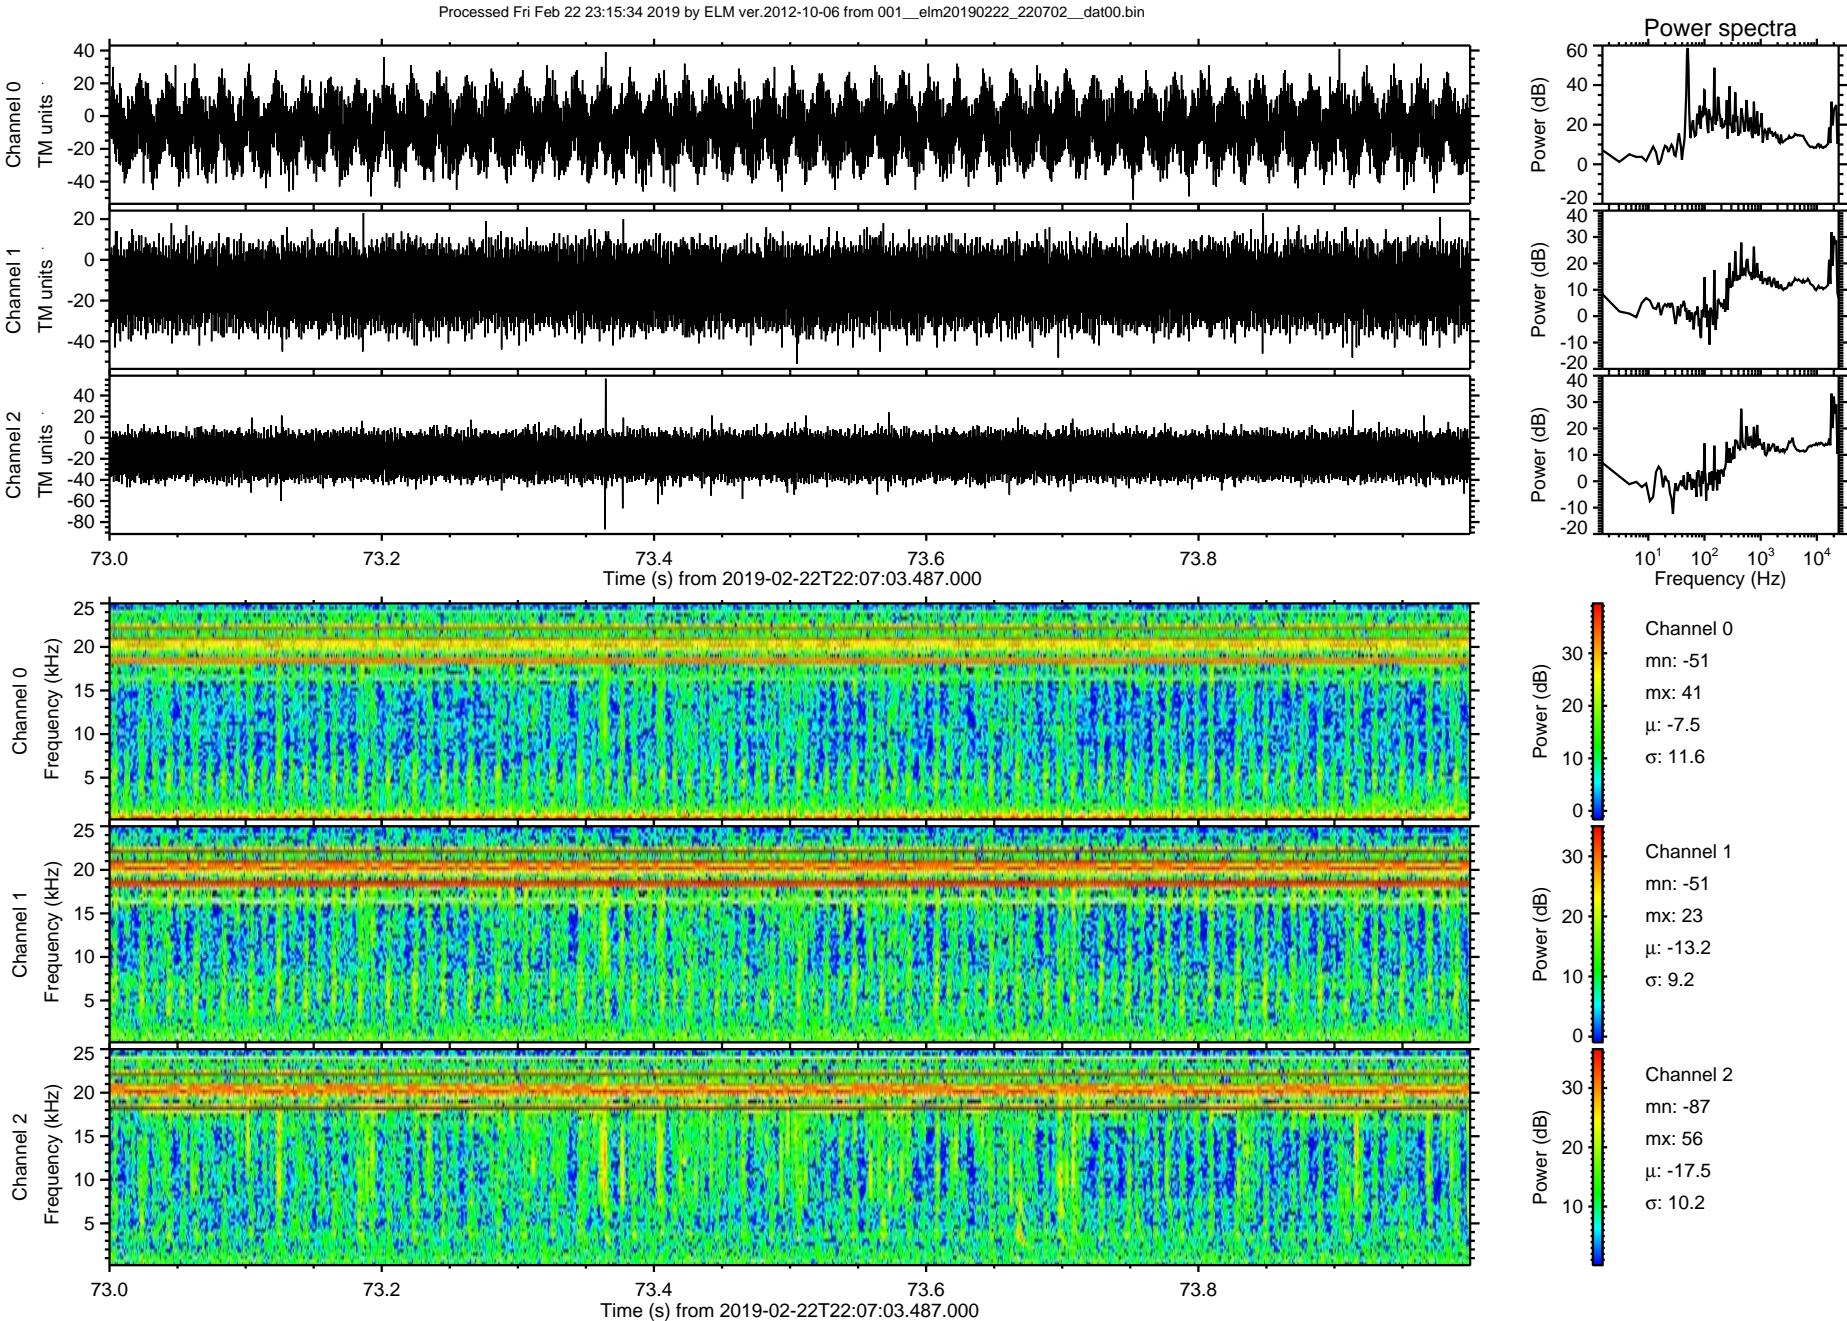 Processed Fri Feb 22 23:15:34 2019 by ELM ver.2012-10-06 from 001__elm20190222_220702__dat00.bin
Power spectra
Channel 0
TM units
40
20
0
-20
-40
Power (dB)
60
40
20
0
-20
Channel 1
TM units
20
0
-20
-40
Power (dB)
40
30
20
10
0
-10
-20
Channel 2
TM units
40
20
0
-20
-40
-60
-80
Power (dB)
40
30
20
10
0
-10
-20
73.0 73.2 73.4 73.6 73.8
Time (s) from 2019-02-22T22:07:03.487.000
10¹ 10² 10³ 10⁴
Frequency (Hz)
Channel 0
Frequency (kHz)
25
20
15
10
5
Power (dB)
30
20
10
0
Channel 0
mn: -51
mx: 41
μ: -7.5
σ: 11.6
Channel 1
Frequency (kHz)
25
20
15
10
5
Power (dB)
30
20
10
0
Channel 1
mn: -51
mx: 23
μ: -13.2
σ: 9.2
Channel 2
Frequency (kHz)
25
20
15
10
5
Power (dB)
30
20
10
Channel 2
mn: -87
mx: 56
μ: -17.5
σ: 10.2
73.0 73.2 73.4 73.6 73.8
Time (s) from 2019-02-22T22:07:03.487.000